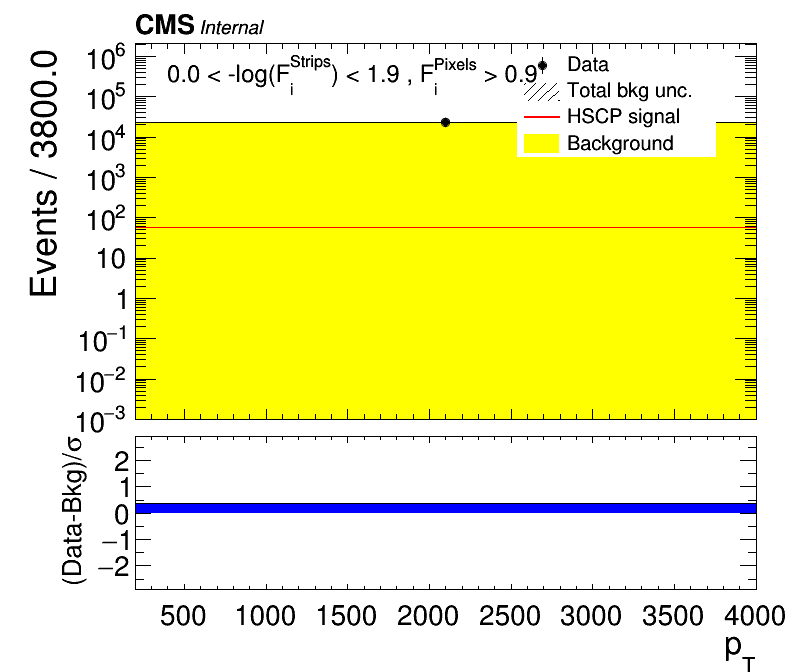 CMS Internal
0.0 < -log(F_i^Strips) < 1.9 , F_i^Pixels > 0.9
Data
Total bkg unc.
HSCP signal
Background
Events / 3800.0
10^6
10^5
10^4
10^3
10^2
10
1
10^−1
10^−2
10^−3
(Data-Bkg)/σ
2
1
0
−1
−2
500 1000 1500 2000 2500 3000 3500 4000
p_T